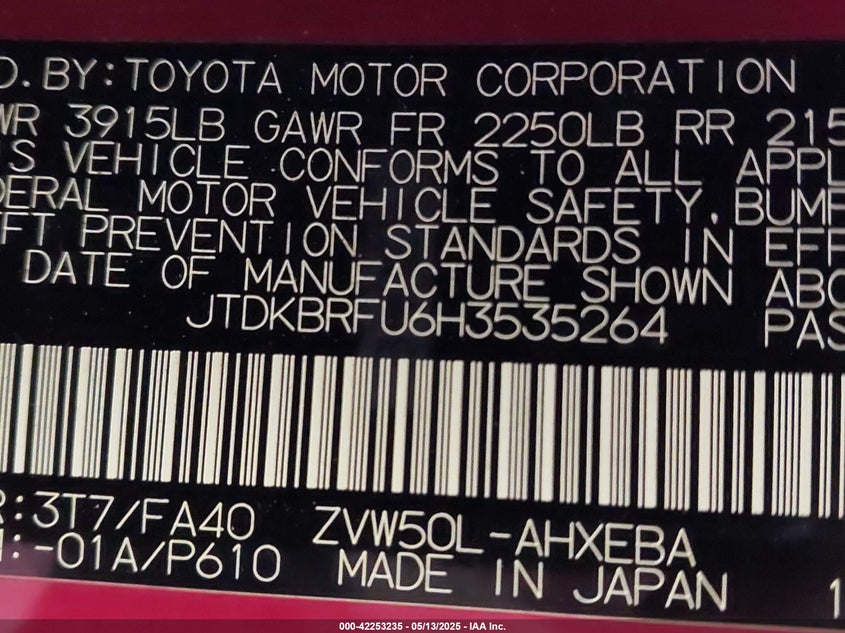 D. BY: TOYOTA MOTOR CORPORATION
WR 3915LB GAWR FR 2250LB RR 215
IS VEHICLE CONFORMS TO ALL APPL
DERAL MOTOR VEHICLE SAFETY, BUMP
FT PREVENTION STANDARDS IN EFF
DATE OF MANUFACTURE SHOWN ABO
JTDKBRFU6H3535264 PAS
R:3T7/FA40 ZVW50L-AHXEBA
:-01A/P610 MADE IN JAPAN 1
000-42253235 - 05/13/2025 - IAA Inc.